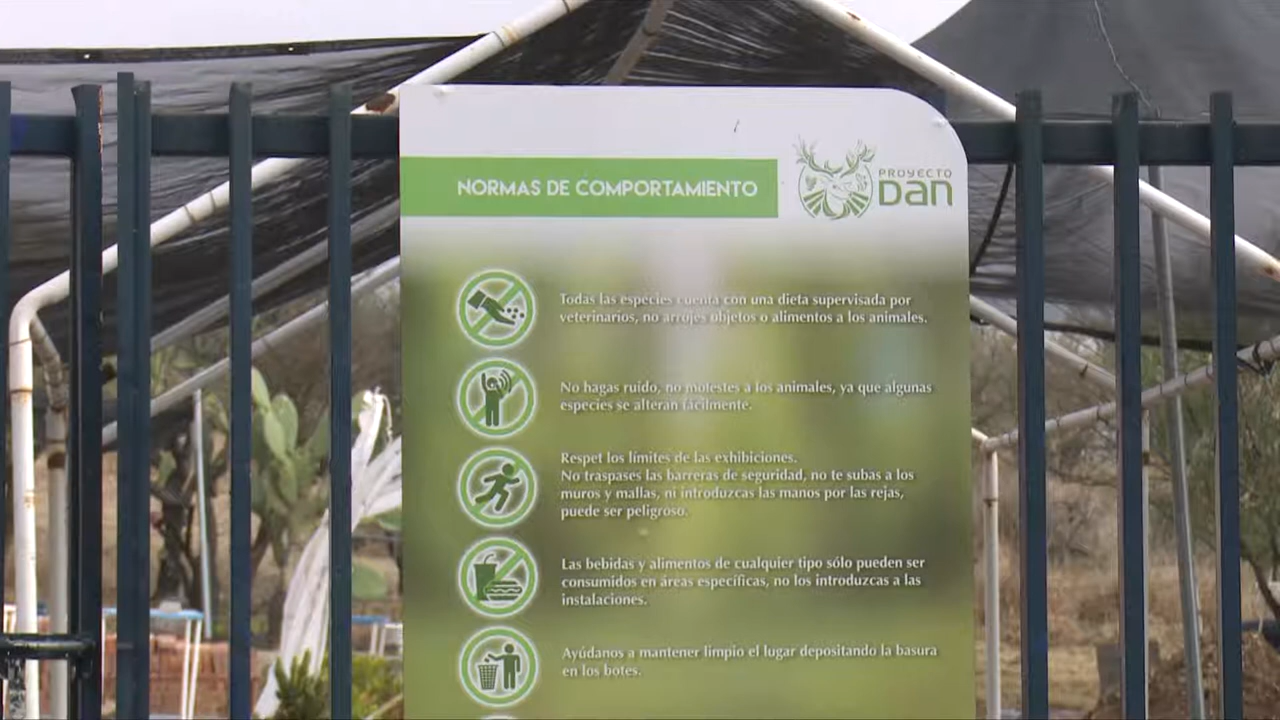 NORMAS DE COMPORTAMIENTO
PROYECTO
DAN
Todas las especies cuenta con una dieta supervisada por
veterinarios, no arrojes objetos o alimentos a los animales.
No hagas ruido, no molestes a los animales, ya que algunas
especies se alteran fácilmente.
Respet los límites de las exhibiciones.
No traspases las barreras de seguridad, no te subas a los
muros y mallas, ni introduzcas las manos por las rejas,
puede ser peligroso.
Las bebidas y alimentos de cualquier tipo sólo pueden ser
consumidos en áreas específicas, no los introduzcas a las
instalaciones.
Ayúdanos a mantener limpio el lugar depositando la basura
en los botes.